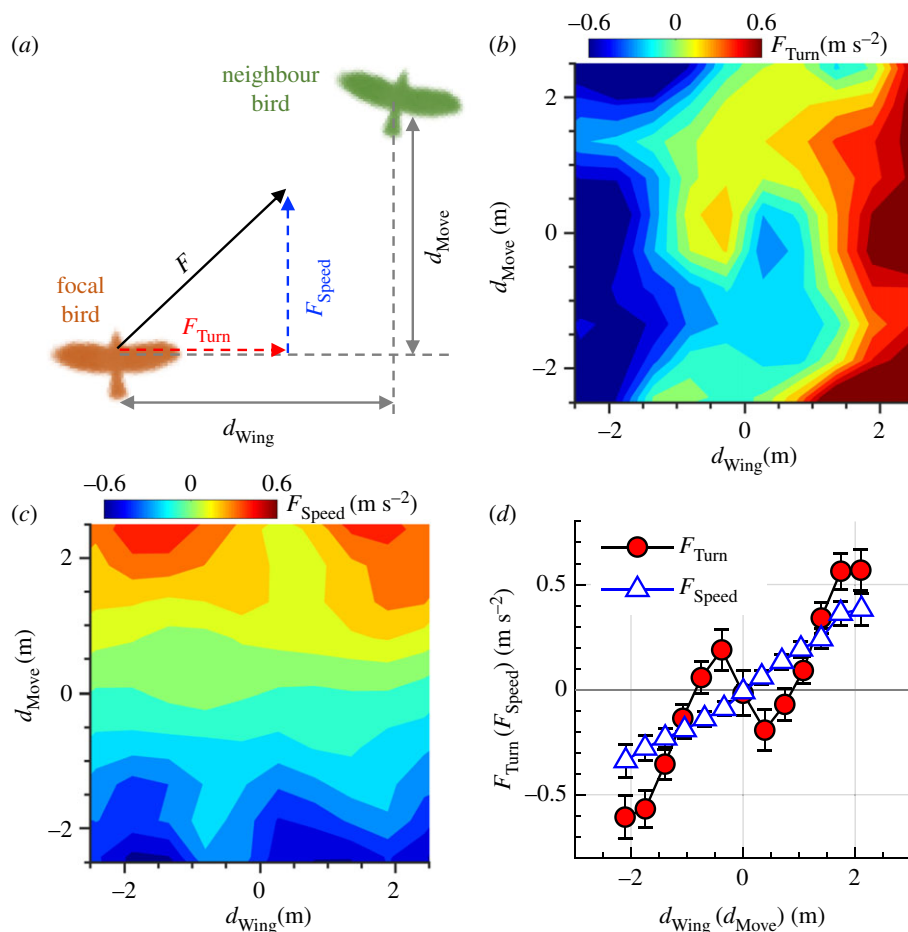 (a)
neighbour
bird
F
d_Move
F_Speed
focal
bird
F_Turn
d_Wing
(b)
−0.6 0 0.6
F_Turn(m s−2)
2
0
−2
d_Move (m)
−2 0 2
d_Wing(m)
(c)
−0.6 0 0.6
F_Speed(m s−2)
2
0
−2
d_Move (m)
−2 0 2
d_Wing(m)
(d)
F_Turn
F_Speed
0.5
0
−0.5
F_Turn (F_Speed) (m s−2)
−2 0 2
d_Wing (d_Move) (m)